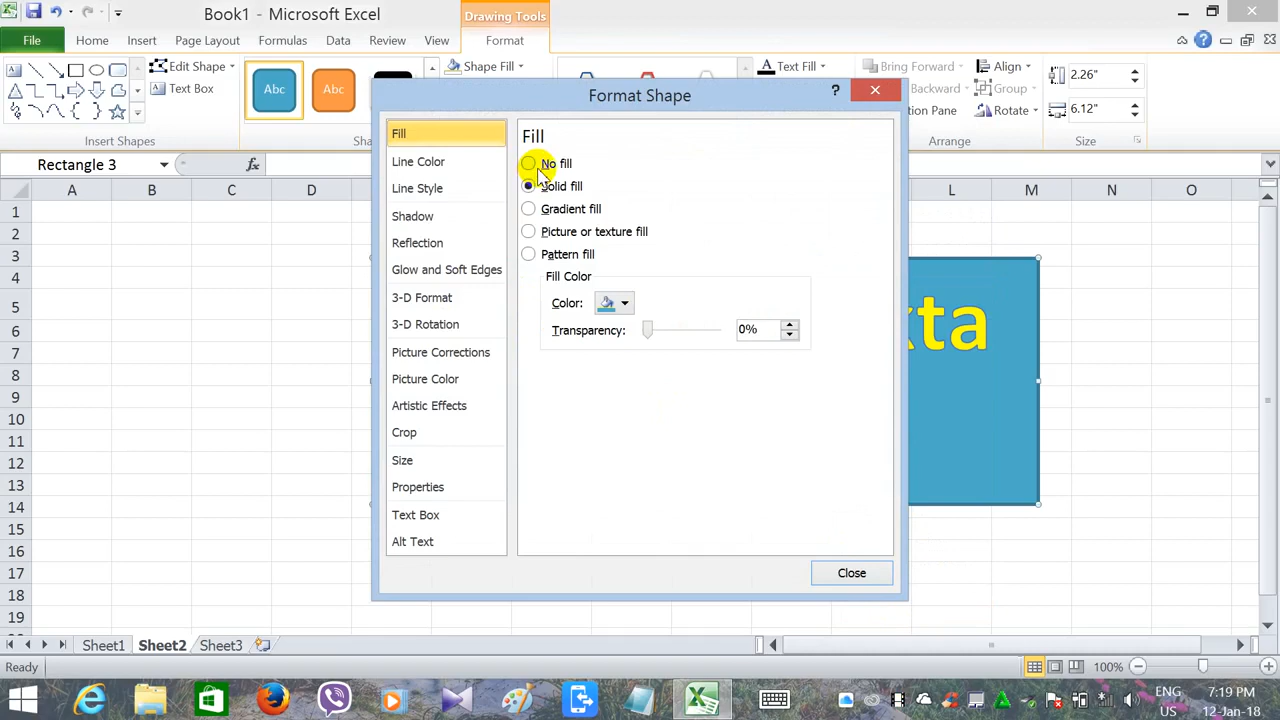 Book1 - Microsoft Excel
Drawing Tools
File Home Insert Page Layout Formulas Data Review View Format
Edit Shape
Text Box
Insert Shapes
Abc Abc
Shape Fill
Text Fill
Bring Forward
Backward
Align
Group
Rotate
Arrange
2.26"
6.12"
Size
Format Shape
Rectangle 3
fx
A B C D L M N O
1
2
3
4
5
6
7
8
9
10
11
12
13
14
15
16
17
18
19
Fill
Line Color
Line Style
Shadow
Reflection
Glow and Soft Edges
3-D Format
3-D Rotation
Picture Corrections
Picture Color
Artistic Effects
Crop
Size
Properties
Text Box
Alt Text
Fill
No fill
Solid fill
Gradient fill
Picture or texture fill
Pattern fill
Fill Color
Color:
Transparency: 0%
Close
Sheet1 Sheet2 Sheet3
Ready
100%
ENG
US
7:19 PM
12-Jan-18